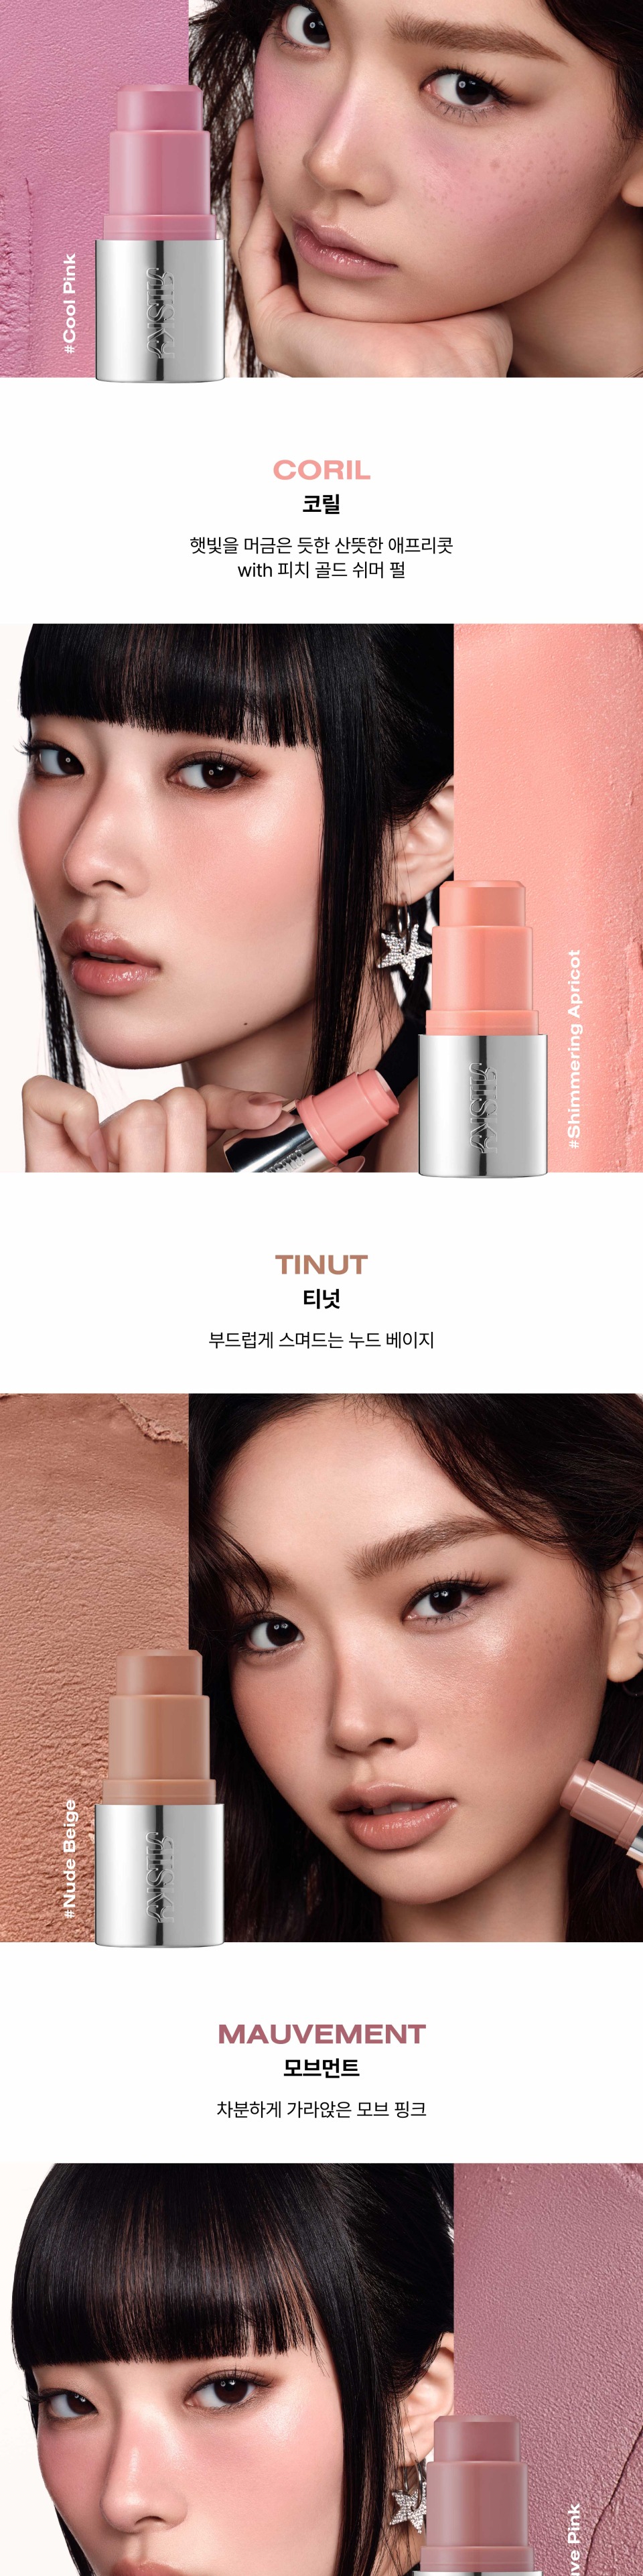 #Cool Pink
CORIL
코릴
햇빛을 머금은 듯한 산뜻한 애프리콧
with 피치 골드 쉬머 펄
#Shimmering Apricot
TINUT
티넛
부드럽게 스며드는 누드 베이지
#Nude Beige
MAUVEMENT
모브먼트
차분하게 가라앉은 모브 핑크
Pink